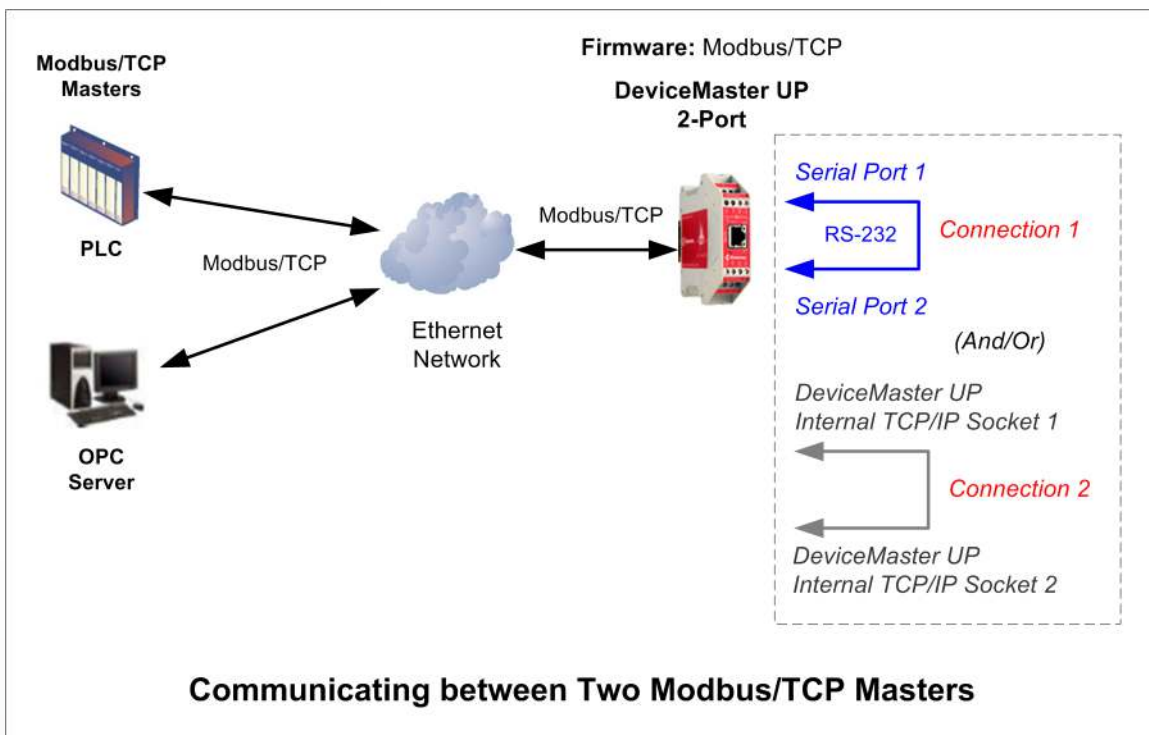 Firmware: Modbus/TCP
Modbus/TCP
Masters
DeviceMaster UP
2-Port
PLC
Modbus/TCP
Modbus/TCP
Ethernet
Network
OPC
Server
Serial Port 1
RS-232
Connection 1
Serial Port 2
(And/Or)
DeviceMaster UP
Internal TCP/IP Socket 1
Connection 2
DeviceMaster UP
Internal TCP/IP Socket 2
Communicating between Two Modbus/TCP Masters